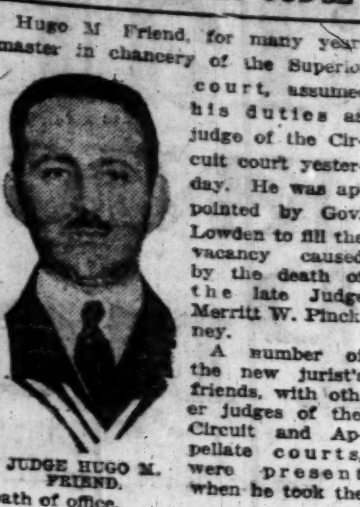 Hugo M Friend, for many year
master in chancery of the Superio
court, assume
his duties as
judge of the Cir-
cuit court yester-
day. He was ap
pointed by Gov
Lowden to fill the
vacancy caused
by the death of
the late Judge
Merritt W. Pinck
ney.
A number of
the new jurist's
friends, with oth
er judges of the
Circuit and Ap
pellate courts,
were present
when he took the
JUDGE HUGO M.
FRIEND.
ath of office.